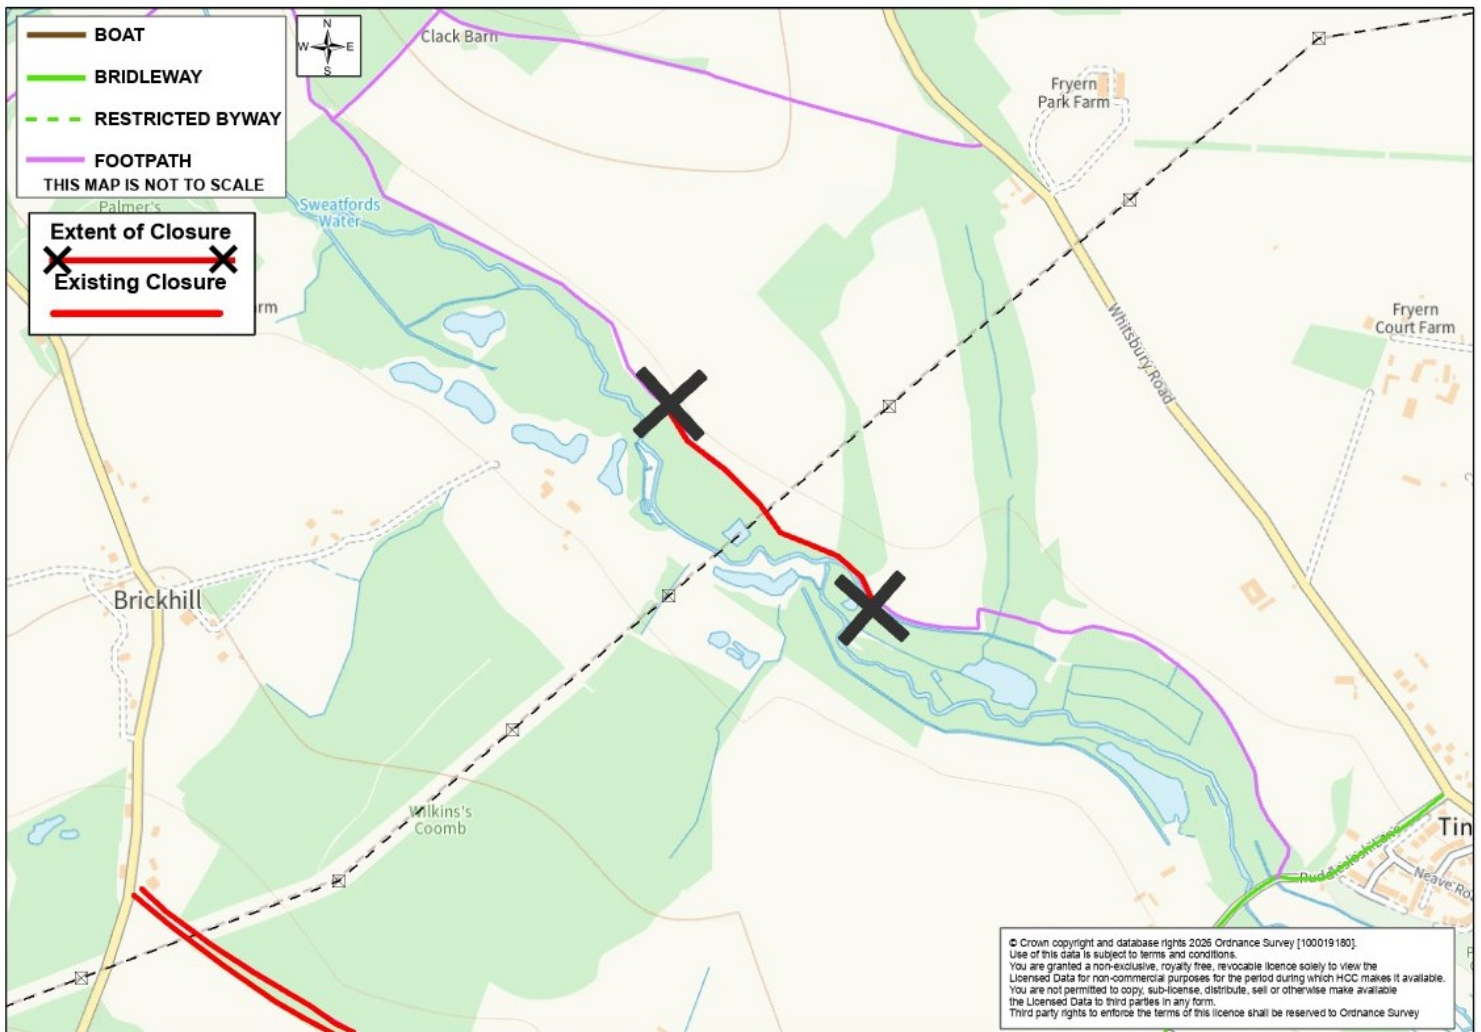 BOAT
BRIDLEWAY
RESTRICTED BYWAY
FOOTPATH
THIS MAP IS NOT TO SCALE
N
W E
S
Extent of Closure
Existing Closure
Clack Barn
Fryern
Park Farm
Palmer's
Sweatfords
Water
Whitsbury Road
Fryern
Court Farm
Brickhill
Wilkins's
Coomb
Puddleslosh Lane
Tin
Neave Ro
© Crown copyright and database rights 2026 Ordnance Survey [100019180].
Use of this data is subject to terms and conditions.
You are granted a non-exclusive, royalty free, revocable licence solely to view the
Licensed Data for non-commercial purposes for the period during which HCC makes it available.
You are not permitted to copy, sub-license, distribute, sell or otherwise make available
the Licensed Data to third parties in any form.
Third party rights to enforce the terms of this licence shall be reserved to Ordnance Survey